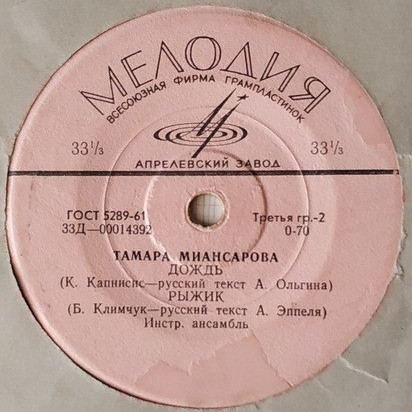 МЕЛОДИЯ
ВСЕСОЮЗНАЯ ФИРМА ГРАМПЛАСТИНОК
33⅓ 33⅓
АПРЕЛЕВСКИЙ ЗАВОД
ГОСТ 5289-61 Третья гр.-2
33Д—00014392 0-70
ТАМАРА МИАНСАРОВА
ДОЖДЬ
(К. Капнисис—русский текст А. Ольгина)
РЫЖИК
(Б. Климчук—русский текст А. Эппеля)
Инстр. ансамбль